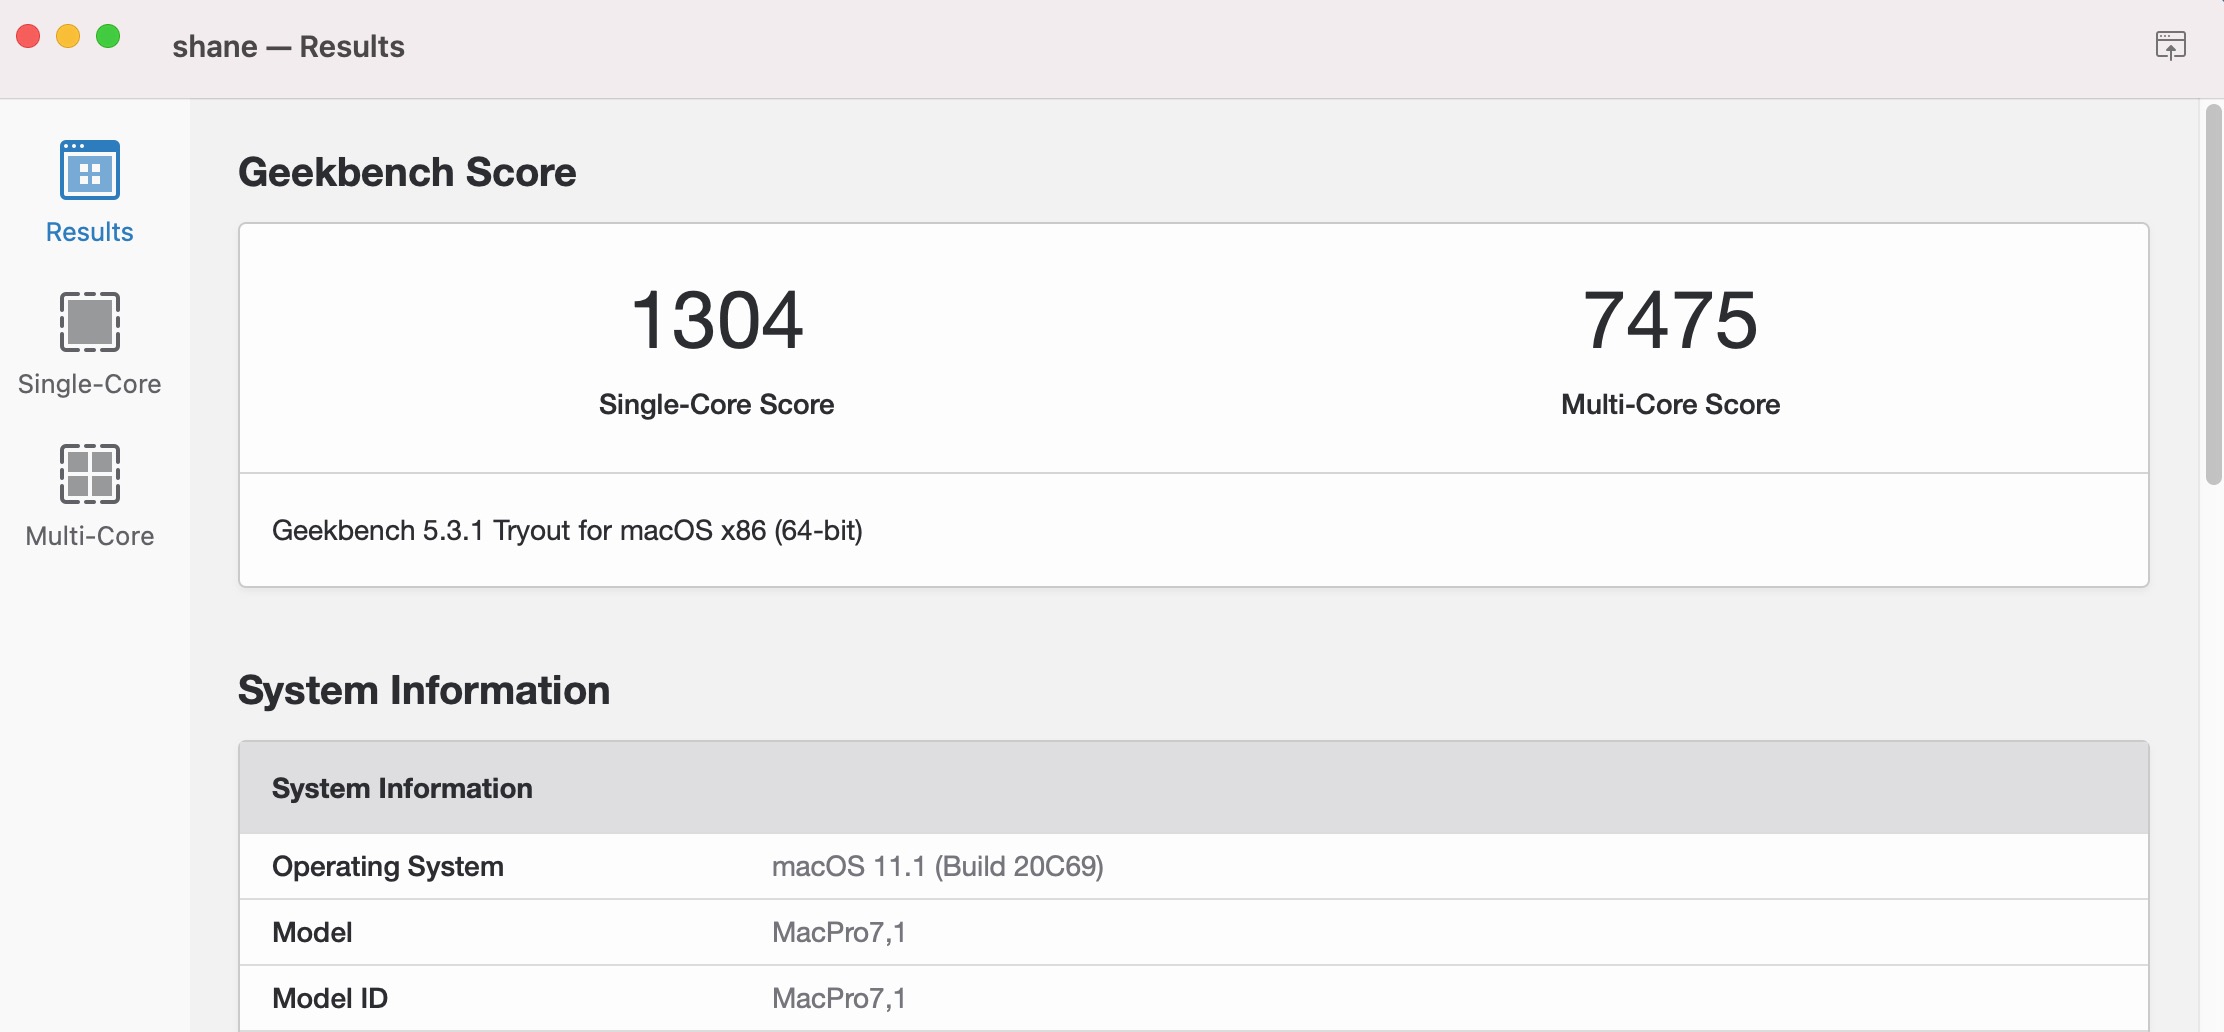 shane — Results
Results
Single-Core
Multi-Core
Geekbench Score
1304
Single-Core Score
7475
Multi-Core Score
Geekbench 5.3.1 Tryout for macOS x86 (64-bit)
System Information
System Information
Operating System macOS 11.1 (Build 20C69)
Model MacPro7,1
Model ID MacPro7,1